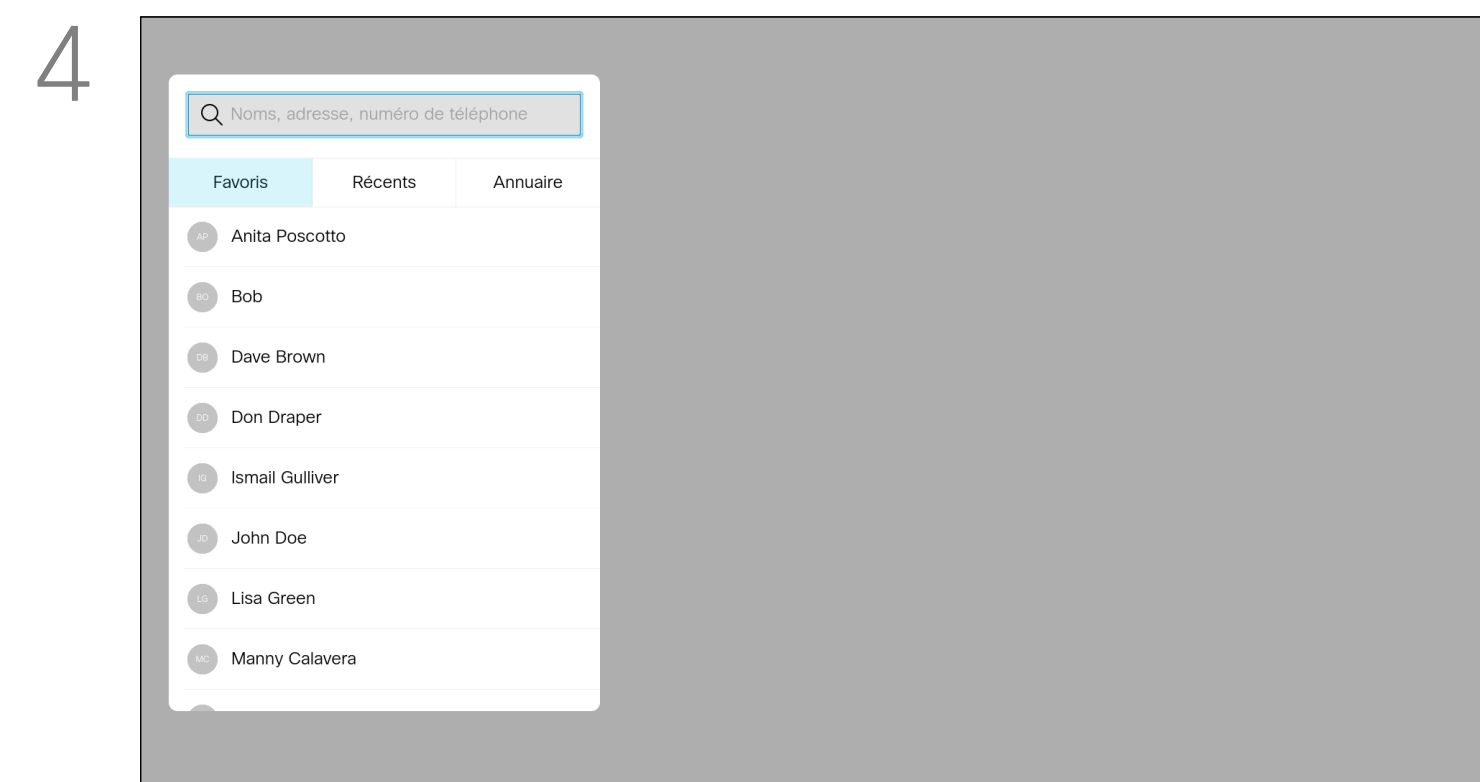 4
Noms, adresse, numéro de téléphone
Favoris Récents Annuaire
AP Anita Poscotto
BO Bob
DB Dave Brown
DD Don Draper
IG Ismail Gulliver
JD John Doe
LG Lisa Green
MC Manny Calavera